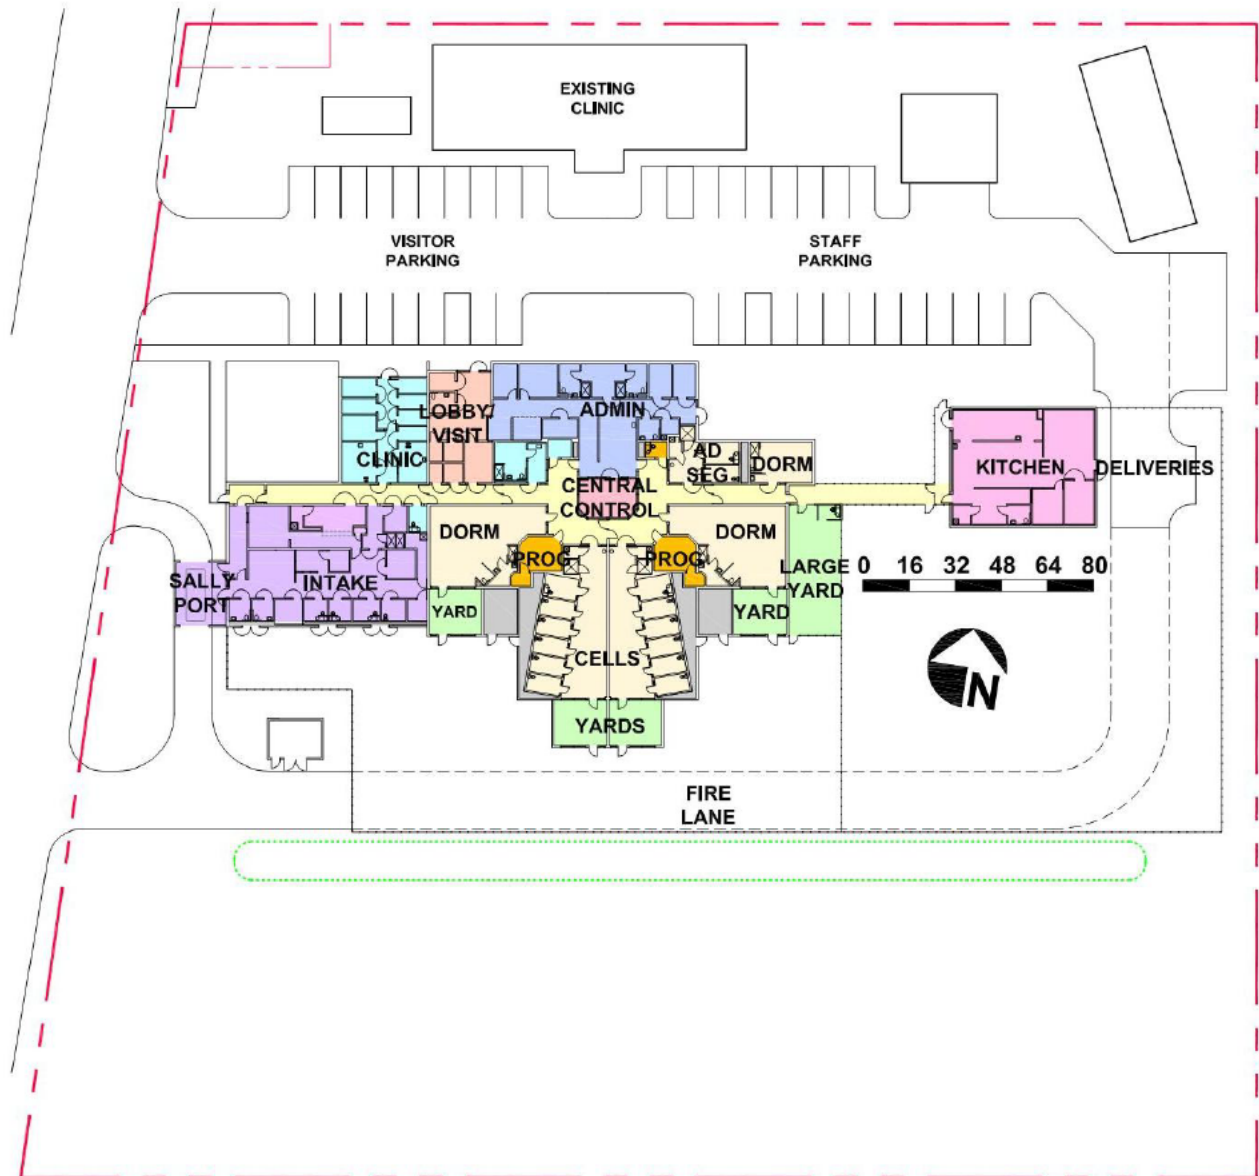 EXISTING
CLINIC
VISITOR
PARKING
STAFF
PARKING
LOBBY/
VISIT
ADMIN
CLINIC
AD
SEG
DORM
KITCHEN
DELIVERIES
CENTRAL
CONTROL
DORM
DORM
PROG
PROG
SALLY
PORT
INTAKE
LARGE
YARD
0 16 32 48 64 80
YARD
YARD
CELLS
N
YARDS
FIRE
LANE